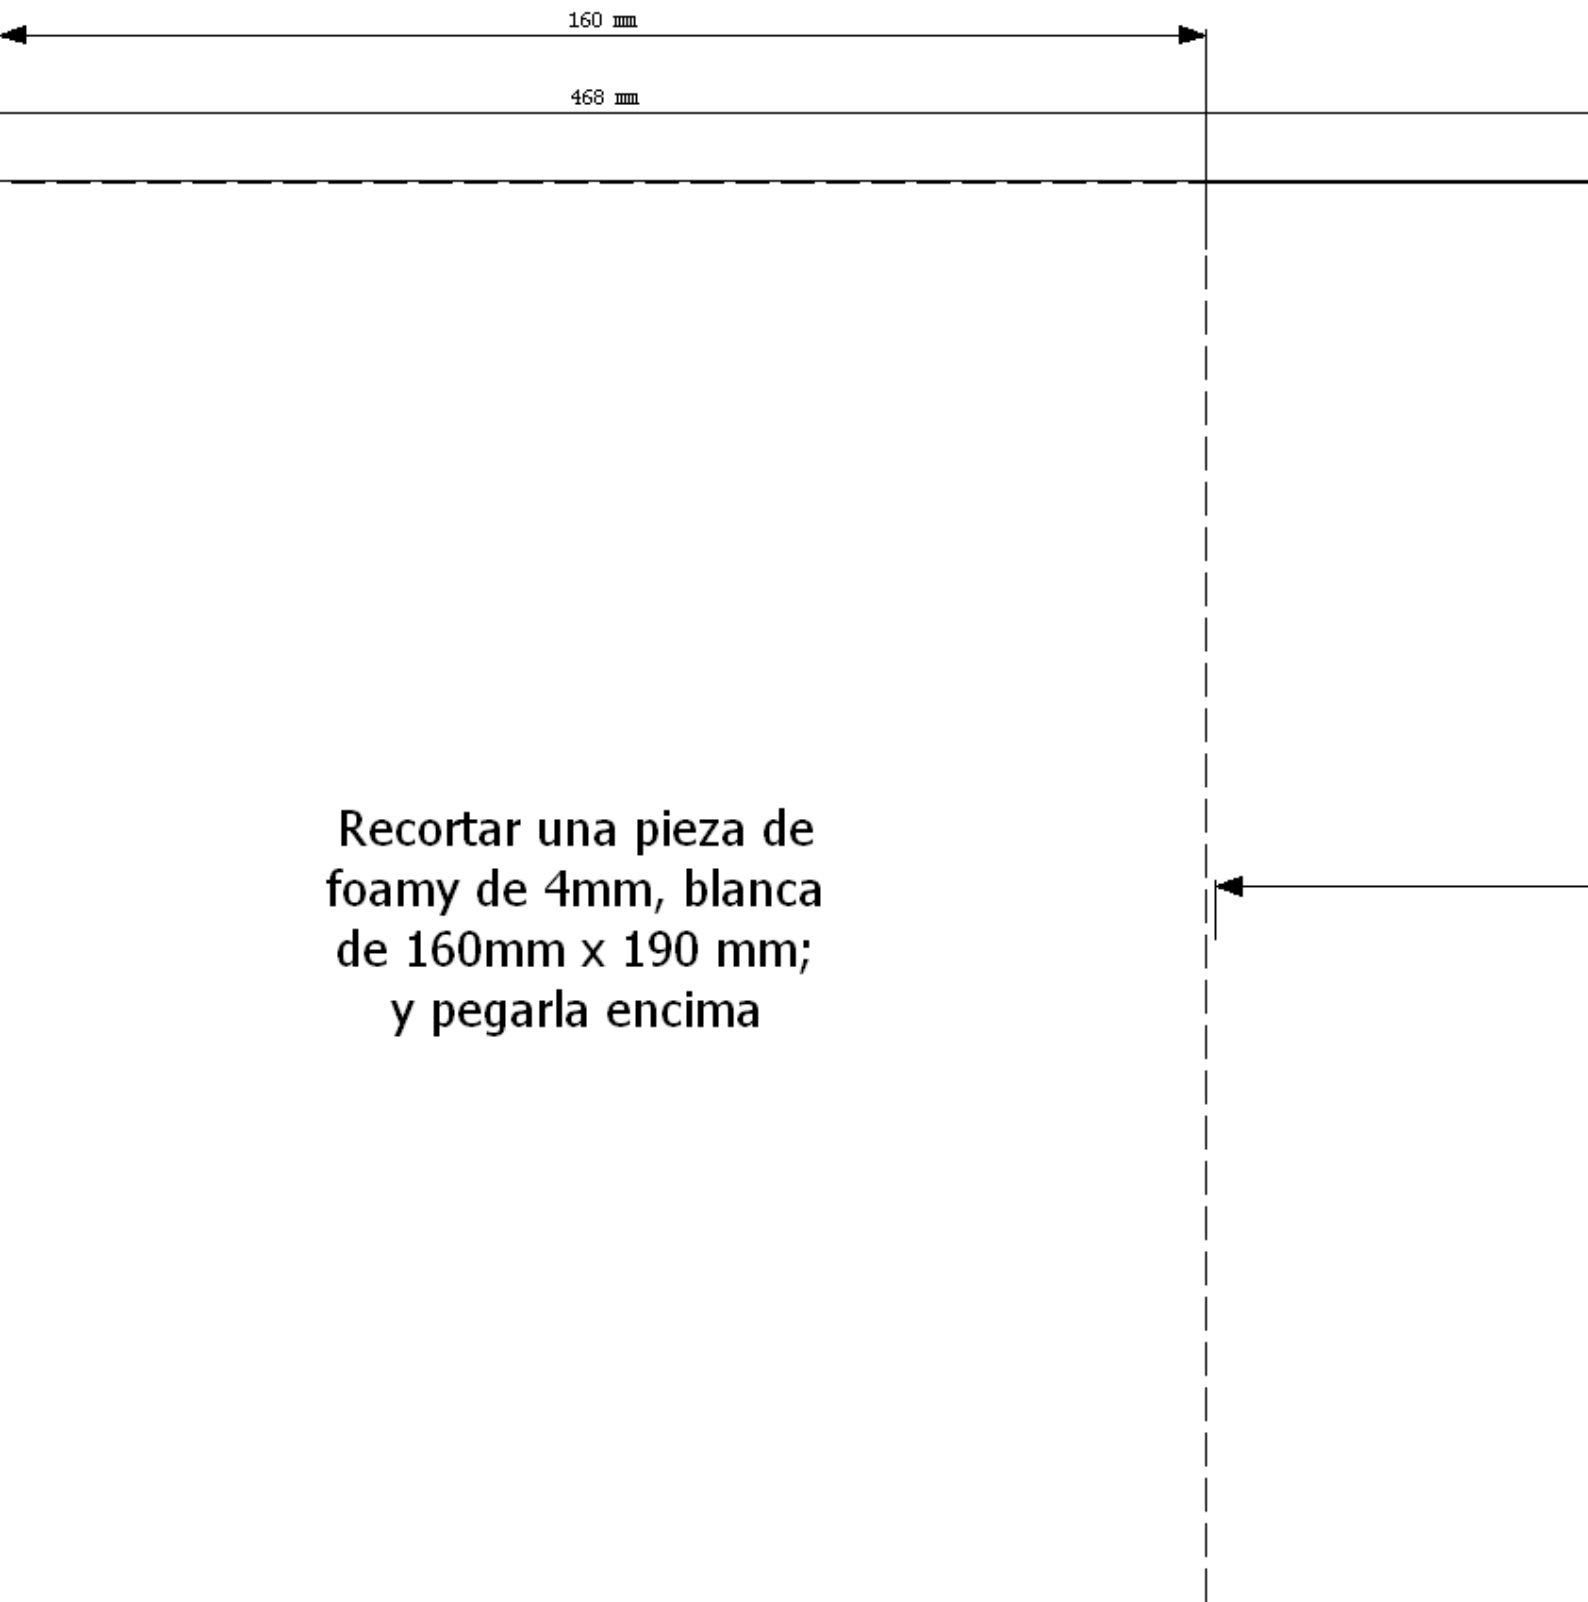 160 mm
468 mm
Recortar una pieza de
foamy de 4mm, blanca
de 160mm x 190 mm;
y pegarla encima